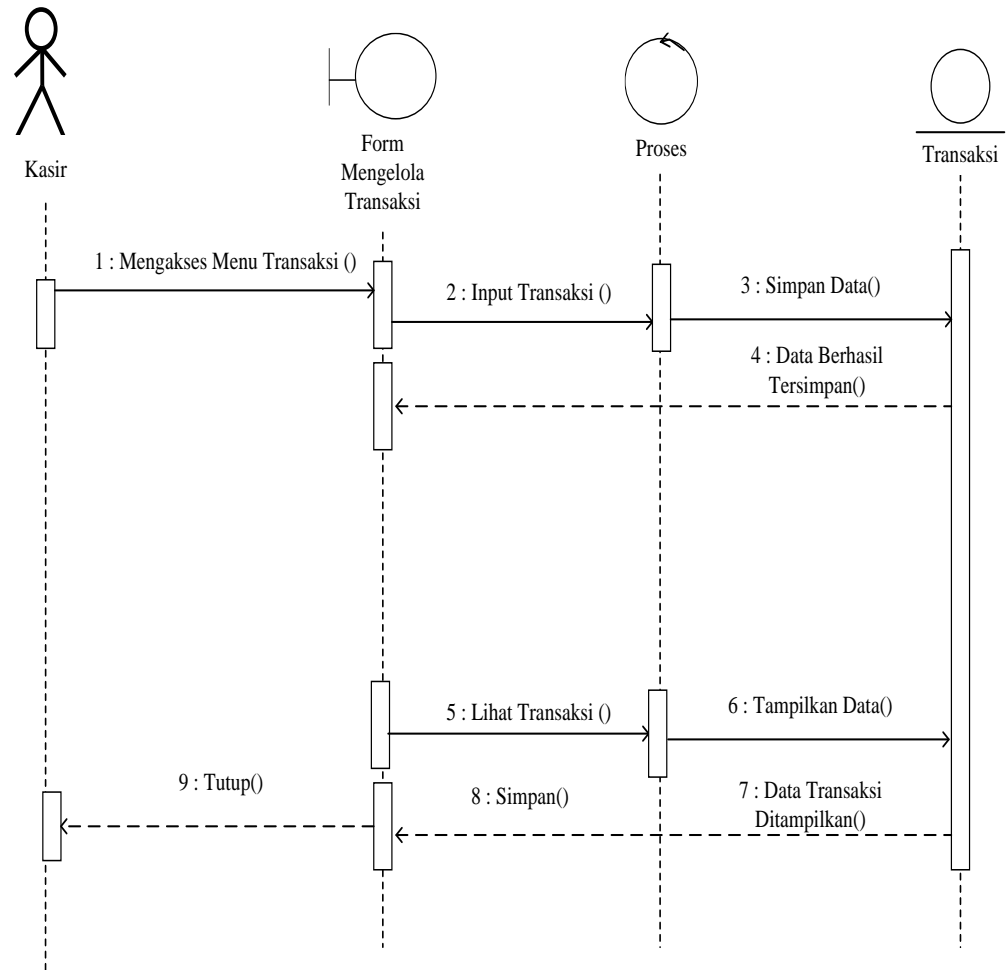 Kasir
Form
Mengelola
Transaksi
Proses
Transaksi
1 : Mengakses Menu Transaksi ()
2 : Input Transaksi ()
3 : Simpan Data()
4 : Data Berhasil
Tersimpan()
5 : Lihat Transaksi ()
6 : Tampilkan Data()
9 : Tutup()
8 : Simpan()
7 : Data Transaksi
Ditampilkan()